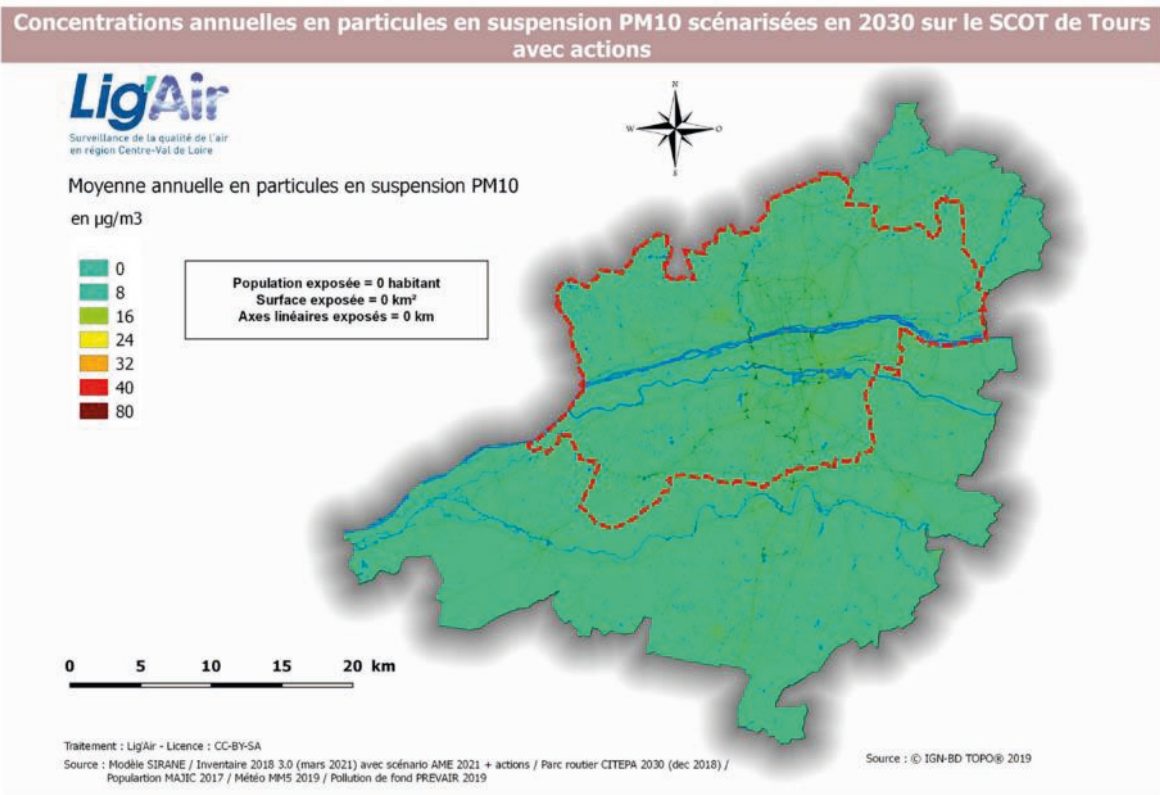 Concentrations annuelles en particules en suspension PM10 scénarisées en 2030 sur le SCOT de Tours
avec actions
Lig'Air
Surveillance de la qualité de l'air
en région Centre-Val de Loire
N
W
O
S
Moyenne annuelle en particules en suspension PM10
en µg/m3
0
8
16
24
32
40
80
Population exposée = 0 habitant
Surface exposée = 0 km²
Axes linéaires exposés = 0 km
0 5 10 15 20 km
Traitement : Lig'Air - Licence : CC-BY-SA
Source : Modèle SIRANE / Inventaire 2018 3.0 (mars 2021) avec scénario AME 2021 + actions / Parc routier CITEPA 2030 (dec 2018) /
Populartion MAJIC 2017 / Météo MM5 2019 / Pollution de fond PREVAIR 2019
Source : © IGN-BD TOPO® 2019